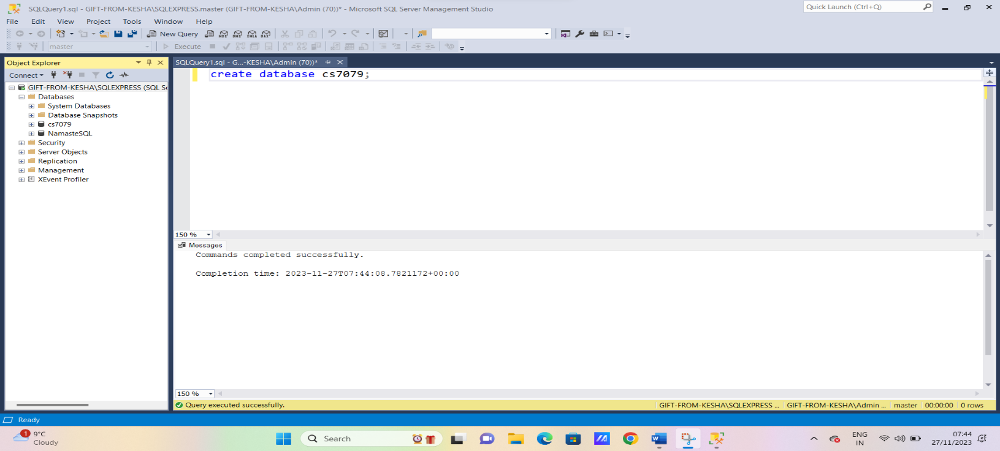 SQLQuery1.sql - GIFT-FROM-KESHA\SQLEXPRESS.master (GIFT-FROM-KESHA\Admin (70))* - Microsoft SQL Server Management Studio
Quick Launch (Ctrl+Q)
File Edit View Project Tools Window Help
New Query MDX DMX XMLA DAX
master Execute
Object Explorer
SQLQuery1.sql - G...-KESHA\Admin (70))*
Connect
create database cs7079;
GIFT-FROM-KESHA\SQLEXPRESS (SQL Se
Databases
System Databases
Database Snapshots
cs7079
NamasteSQL
Security
Server Objects
Replication
Management
XEvent Profiler
150 %
Messages
Commands completed successfully.
Completion time: 2023-11-27T07:44:08.7821172+00:00
150 %
Query executed successfully.
GIFT-FROM-KESHA\SQLEXPRESS ... GIFT-FROM-KESHA\Admin ... master 00:00:00 0 rows
Ready
1
9°C
Cloudy
Search
W
ENG
IN
07:44
27/11/2023